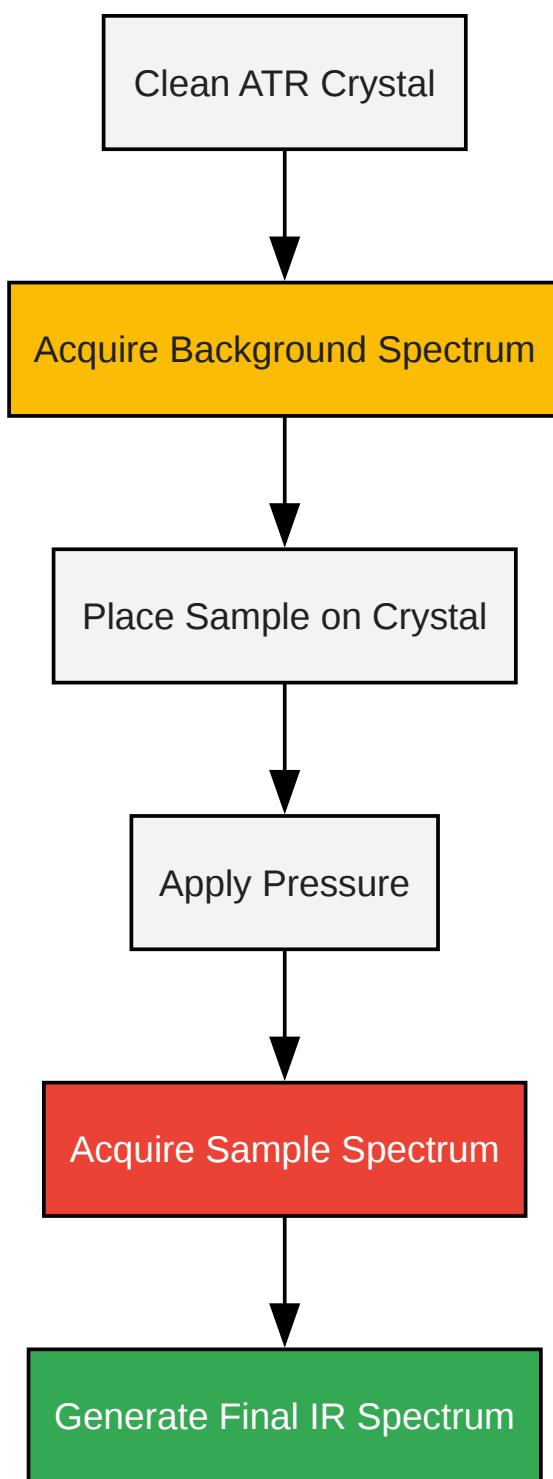 Clean ATR Crystal
Acquire Background Spectrum
Place Sample on Crystal
Apply Pressure
Acquire Sample Spectrum
Generate Final IR Spectrum